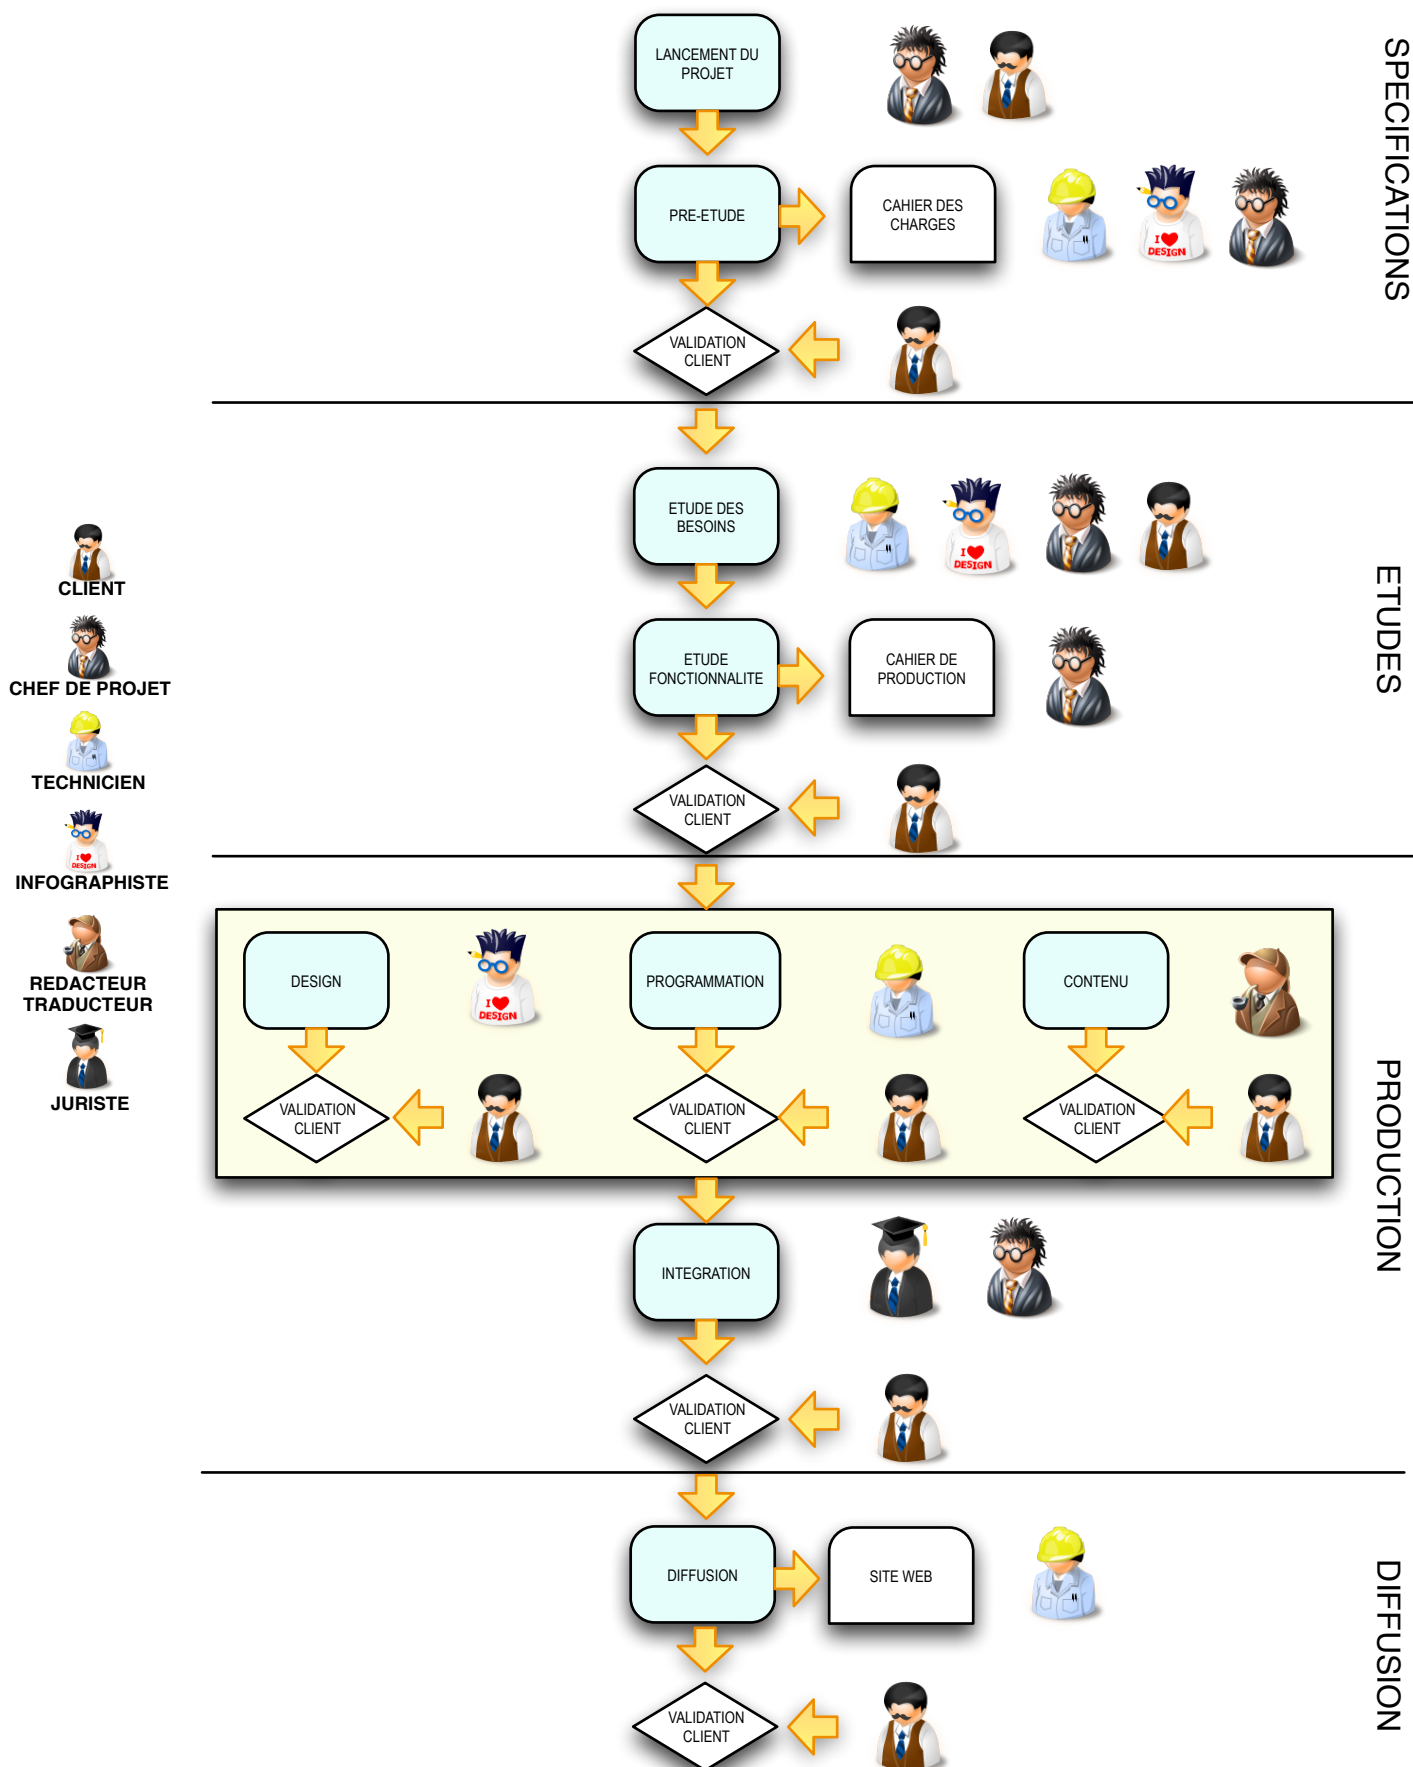 LANCEMENT DU
PROJET
SPECIFICATIONS
PRE-ETUDE
CAHIER DES
CHARGES
I
DESIGN
VALIDATION
CLIENT
ETUDE DES
BESOINS
I
DESIGN
ETUDES
ETUDE
FONCTIONNALITE
CAHIER DE
PRODUCTION
VALIDATION
CLIENT
CLIENT
CHEF DE PROJET
TECHNICIEN
I
DESIGN
INFOGRAPHISTE
REDACTEUR
TRADUCTEUR
JURISTE
DESIGN
I
DESIGN
PROGRAMMATION
CONTENU
VALIDATION
CLIENT
VALIDATION
CLIENT
VALIDATION
CLIENT
PRODUCTION
INTEGRATION
VALIDATION
CLIENT
DIFFUSION
SITE WEB
DIFFUSION
VALIDATION
CLIENT